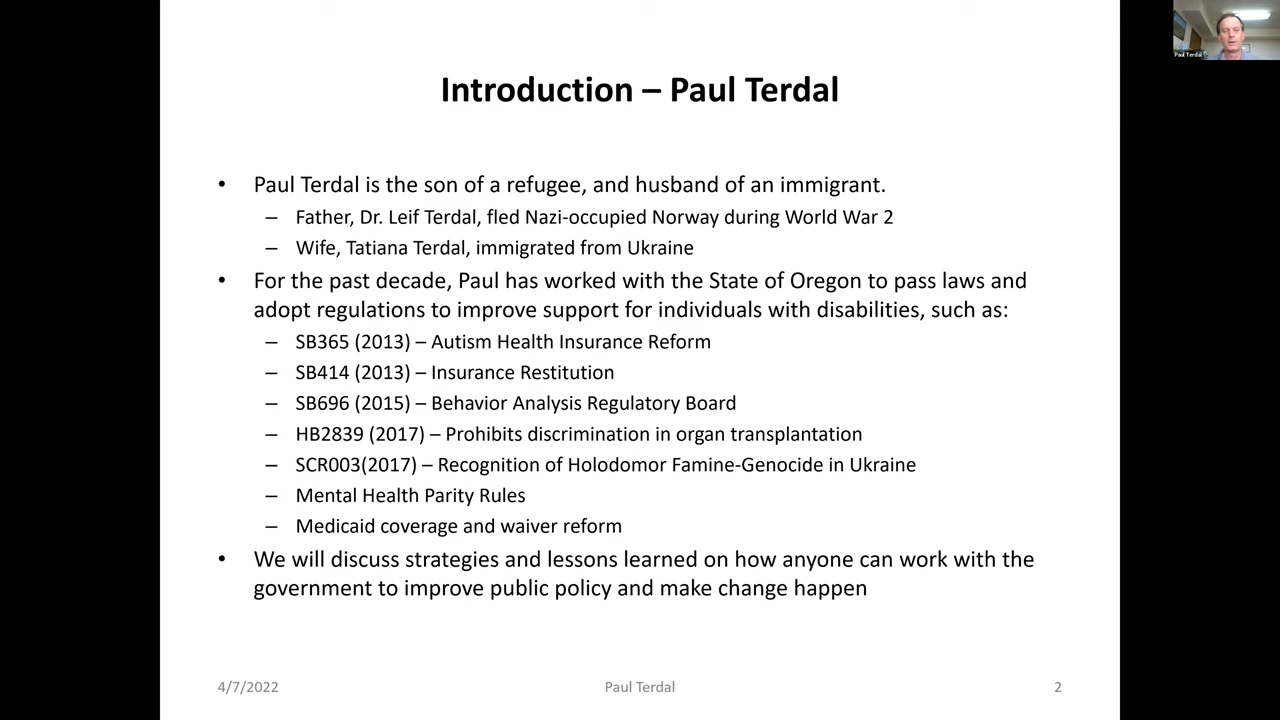 Introduction – Paul Terdal
Paul Terdal
• Paul Terdal is the son of a refugee, and husband of an immigrant.
– Father, Dr. Leif Terdal, fled Nazi-occupied Norway during World War 2
– Wife, Tatiana Terdal, immigrated from Ukraine
• For the past decade, Paul has worked with the State of Oregon to pass laws and
adopt regulations to improve support for individuals with disabilities, such as:
– SB365 (2013) – Autism Health Insurance Reform
– SB414 (2013) – Insurance Restitution
– SB696 (2015) – Behavior Analysis Regulatory Board
– HB2839 (2017) – Prohibits discrimination in organ transplantation
– SCR003(2017) – Recognition of Holodomor Famine-Genocide in Ukraine
– Mental Health Parity Rules
– Medicaid coverage and waiver reform
• We will discuss strategies and lessons learned on how anyone can work with the
government to improve public policy and make change happen
4/7/2022
Paul Terdal
2